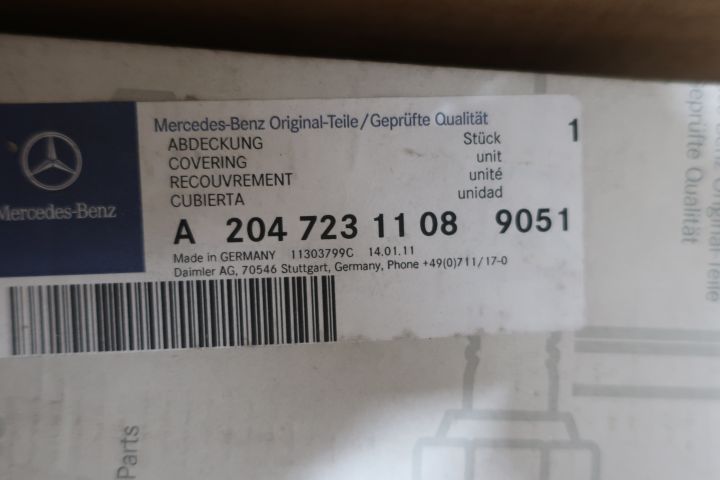 Mercedes-Benz Original-Teile/Geprüfte Qualität
ABDECKUNG Stück 1
COVERING unit
RECOUVREMENT unité
CUBIERTA unidad
Mercedes-Benz
A 204 723 11 08 9051
Made in GERMANY 11303799C 14.01.11
Daimler AG, 70546 Stuttgart, Germany, Phone +49(0)711/17-0
Parts
Geprüfte Qualität